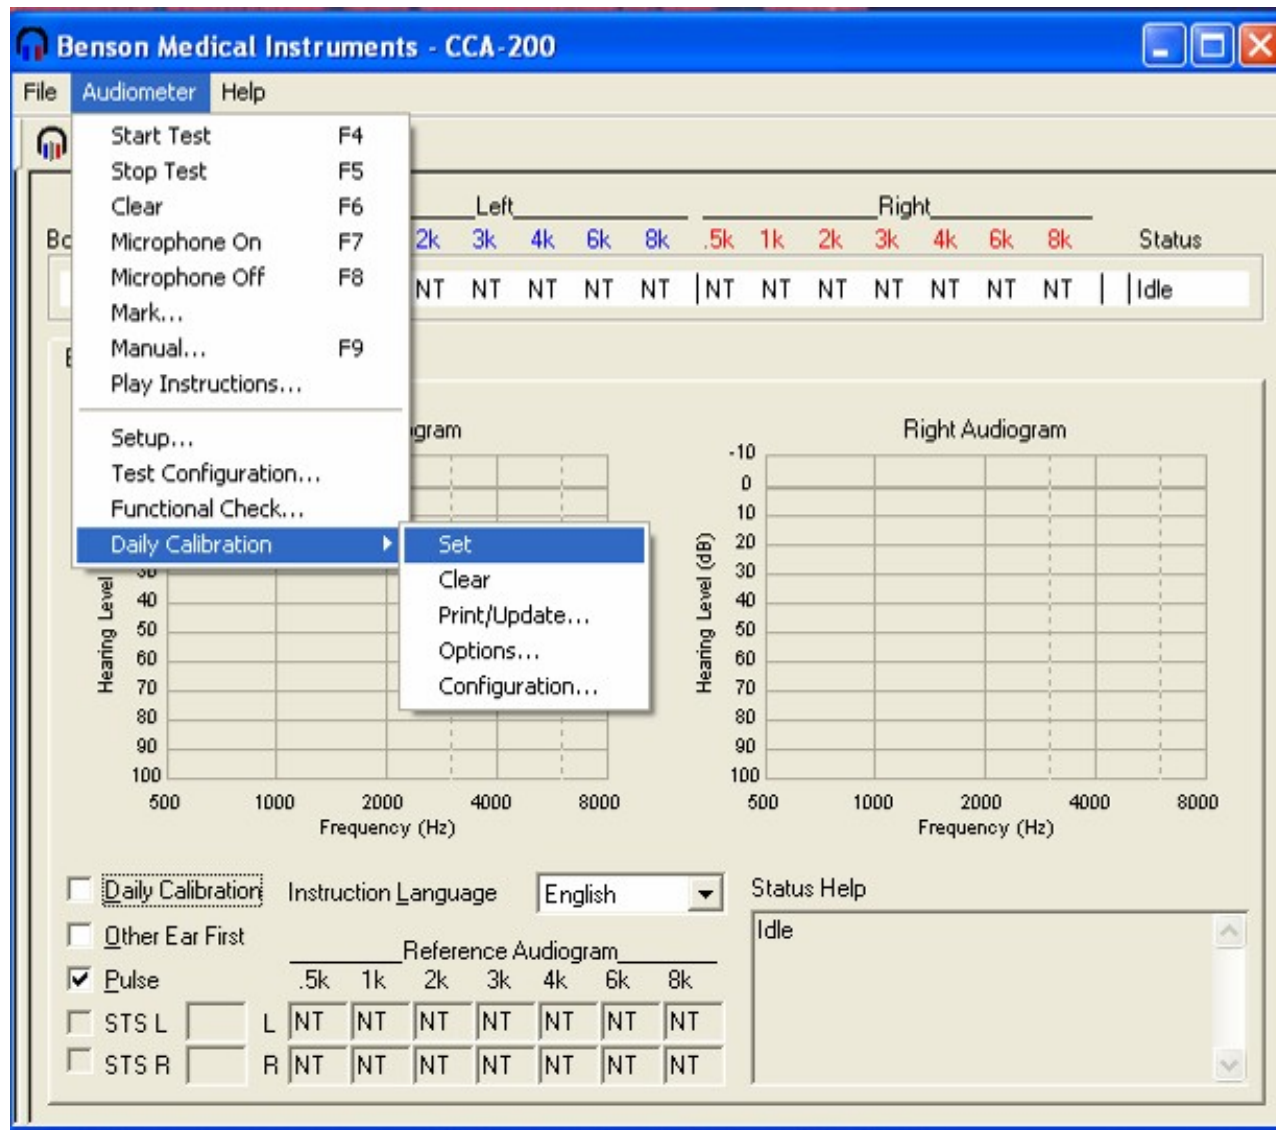 Benson Medical Instruments - CCA-200
File Audiometer Help
Start Test F4
Stop Test F5
Clear F6
Microphone On F7
Microphone Off F8
Mark...
Manual... F9
Play Instructions...
Setup...
Test Configuration...
Functional Check...
Daily Calibration
Set
Clear
Print/Update...
Options...
Configuration...
Left Right
2k 3k 4k 6k 8k .5k 1k 2k 3k 4k 6k 8k Status
NT NT NT NT NT NT NT NT NT NT NT NT Idle
Right Audiogram
-10
0
10
20
30
40
50
60
70
80
90
100
Hearing Level (dB)
500 1000 2000 4000 8000
Frequency (Hz)
Hearing Level
40
50
60
70
80
90
100
500 1000 2000 4000 8000
Frequency (Hz)
Daily Calibration Instruction Language English Status Help
Other Ear First Idle
Reference Audiogram
Pulse .5k 1k 2k 3k 4k 6k 8k
STS L L NT NT NT NT NT NT NT
STS R R NT NT NT NT NT NT NT